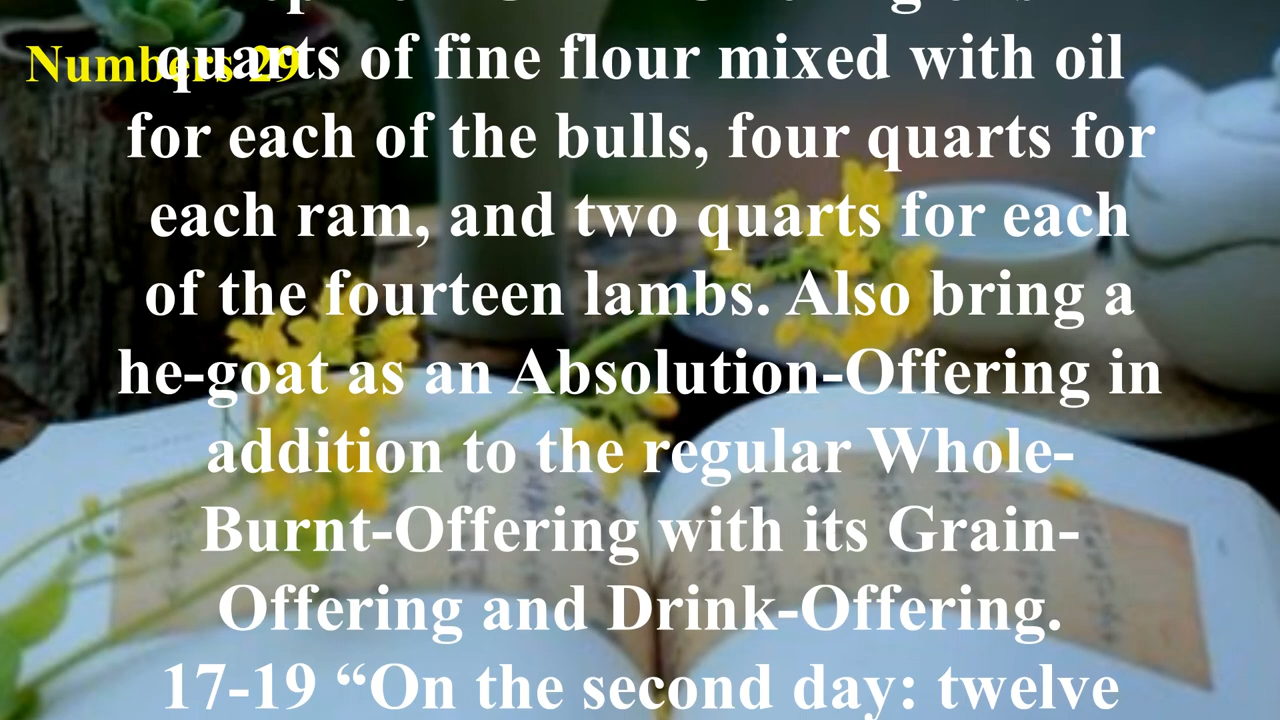 Numbers 29
quarts of fine flour mixed with oil
for each of the bulls, four quarts for
each ram, and two quarts for each
of the fourteen lambs. Also bring a
he-goat as an Absolution-Offering in
addition to the regular Whole-
Burnt-Offering with its Grain-
Offering and Drink-Offering.
17-19 “On the second day: twelve